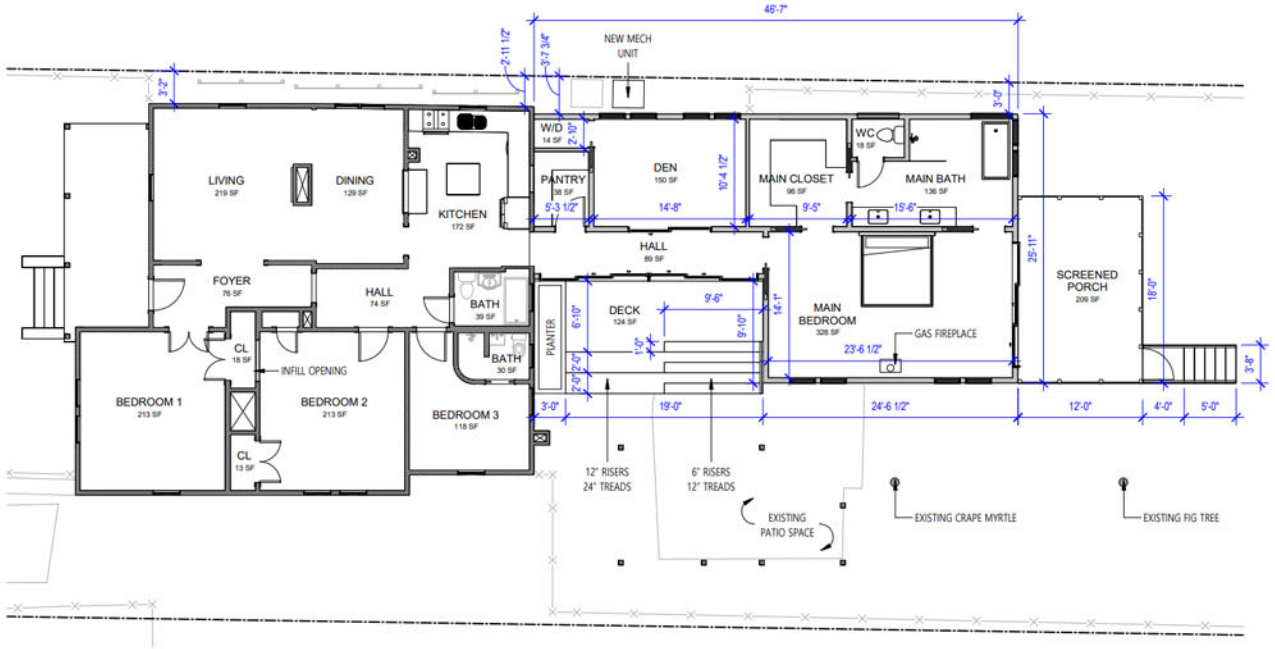 46'-7"
NEW MECH
UNIT
2'-11 1/2"
3'-7 3/4"
3'-2"
3'-0"
W/D
14 SF
2'-10"
WC
18 SF
LIVING
219 SF
DINING
129 SF
KITCHEN
172 SF
PANTRY
38 SF
5'-3 1/2"
DEN
150 SF
10'-4 1/2"
14'-8"
MAIN CLOSET
96 SF
9'-5"
MAIN BATH
136 SF
15'-6"
HALL
89 SF
25'-11"
FOYER
76 SF
HALL
74 SF
BATH
39 SF
PLANTER
DECK
124 SF
6'-10"
9'-6"
9'-10"
1'-0"
2'-0"
2'-0"
14'-1"
MAIN
BEDROOM
328 SF
GAS FIREPLACE
23'-6 1/2"
SCREENED
PORCH
209 SF
18'-0"
3'-8"
CL
18 SF
INFILL OPENING
BATH
30 SF
BEDROOM 1
213 SF
BEDROOM 2
213 SF
BEDROOM 3
118 SF
CL
13 SF
3'-0"
19'-0"
24'-6 1/2"
12'-0"
4'-0"
5'-0"
12" RISERS
24" TREADS
6" RISERS
12" TREADS
EXISTING
PATIO SPACE
EXISTING CRAPE MYRTLE
EXISTING FIG TREE